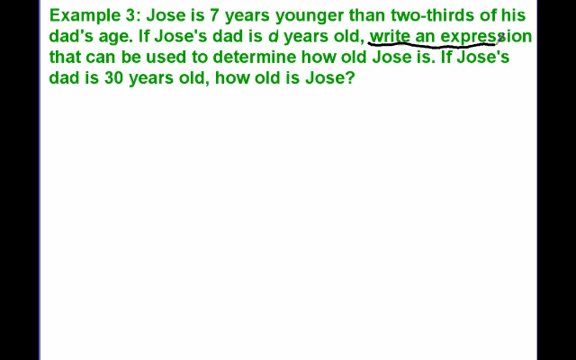 Example 3: Jose is 7 years younger than two-thirds of his
dad's age. If Jose's dad is d years old, write an expression
that can be used to determine how old Jose is. If Jose's
dad is 30 years old, how old is Jose?